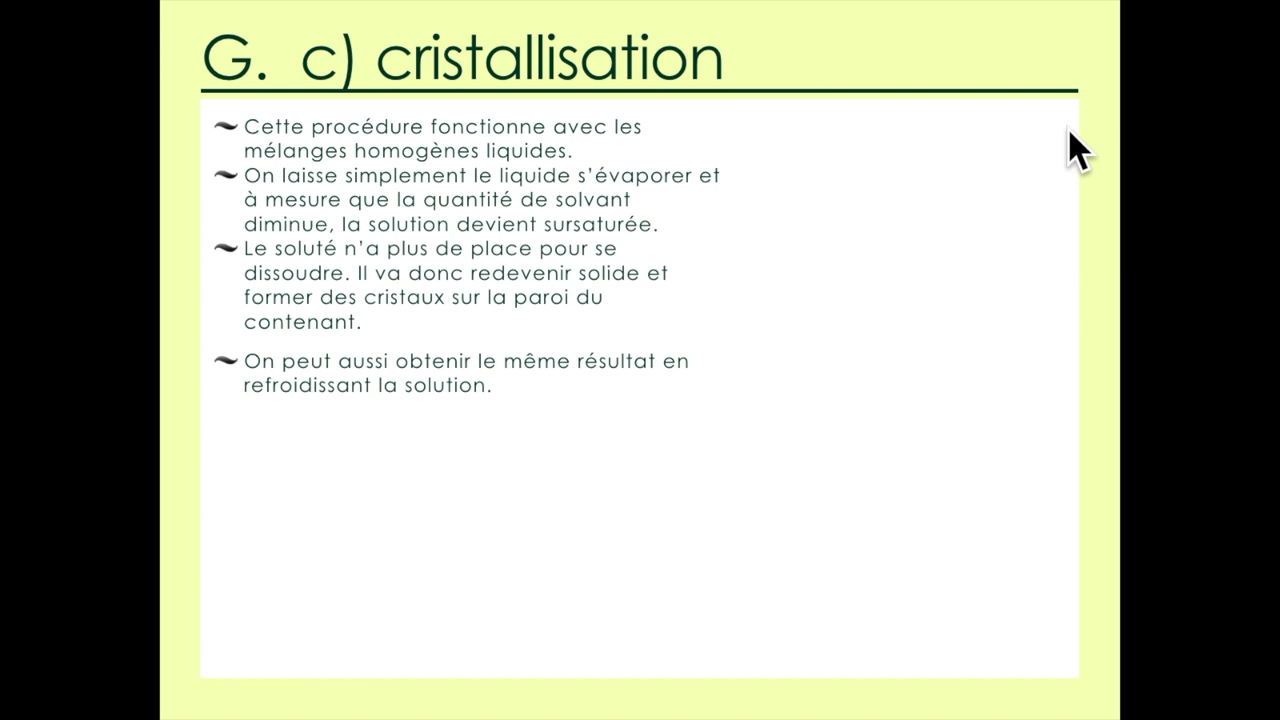 G. c) cristallisation
Cette procédure fonctionne avec les
mélanges homogènes liquides.
On laisse simplement le liquide s’évaporer et
à mesure que la quantité de solvant
diminue, la solution devient sursaturée.
Le soluté n’a plus de place pour se
dissoudre. Il va donc redevenir solide et
former des cristaux sur la paroi du
contenant.
On peut aussi obtenir le même résultat en
refroidissant la solution.